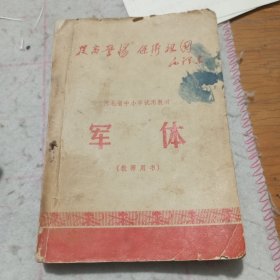 提高警惕 保卫祖国
毛泽东
河北省中小学试用教材
军体
(教师用书)